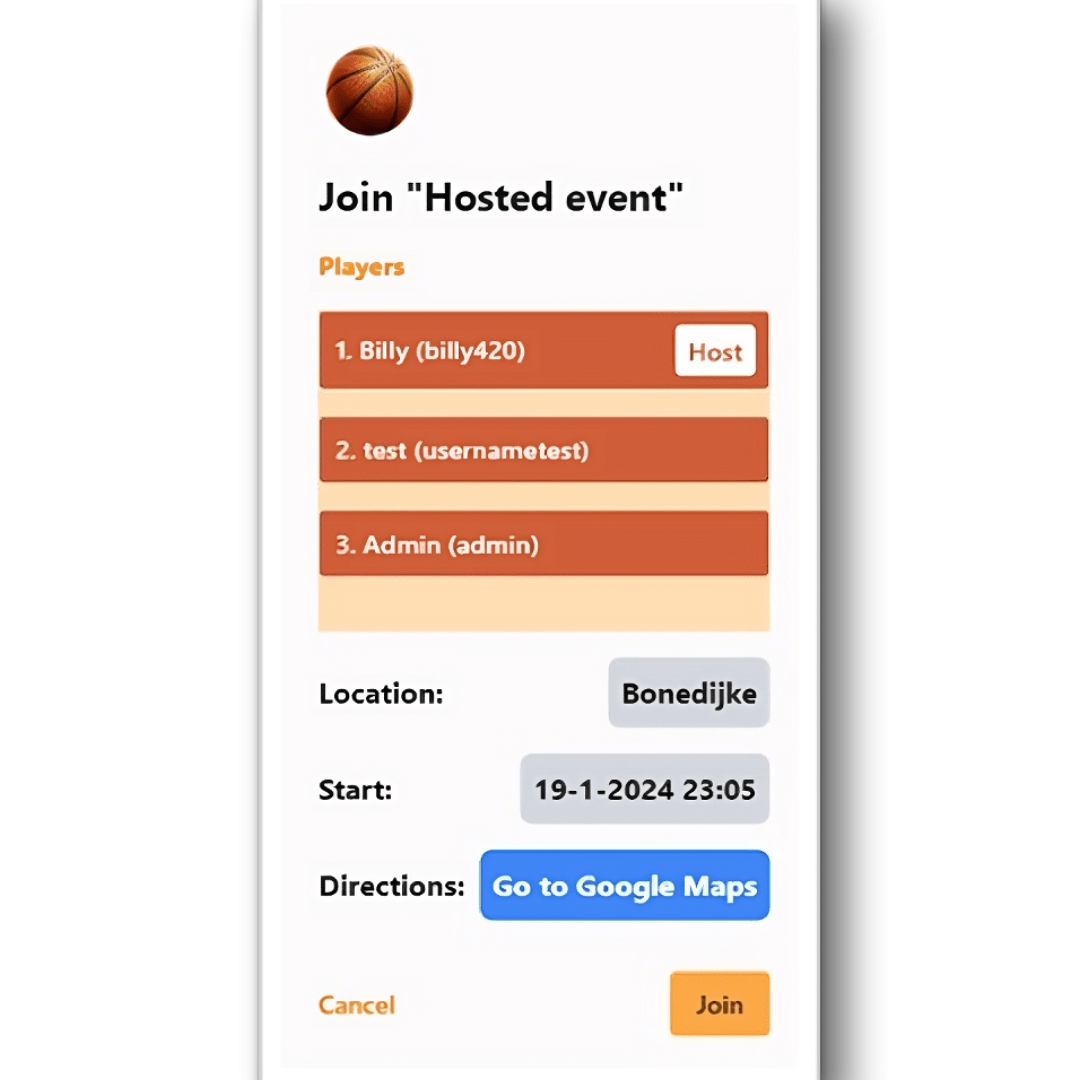 Join "Hosted event"
Players
1. Billy (billy420) Host
2. test (usernametest)
3. Admin (admin)
Location: Bonedijke
Start: 19-1-2024 23:05
Directions: Go to Google Maps
Cancel Join